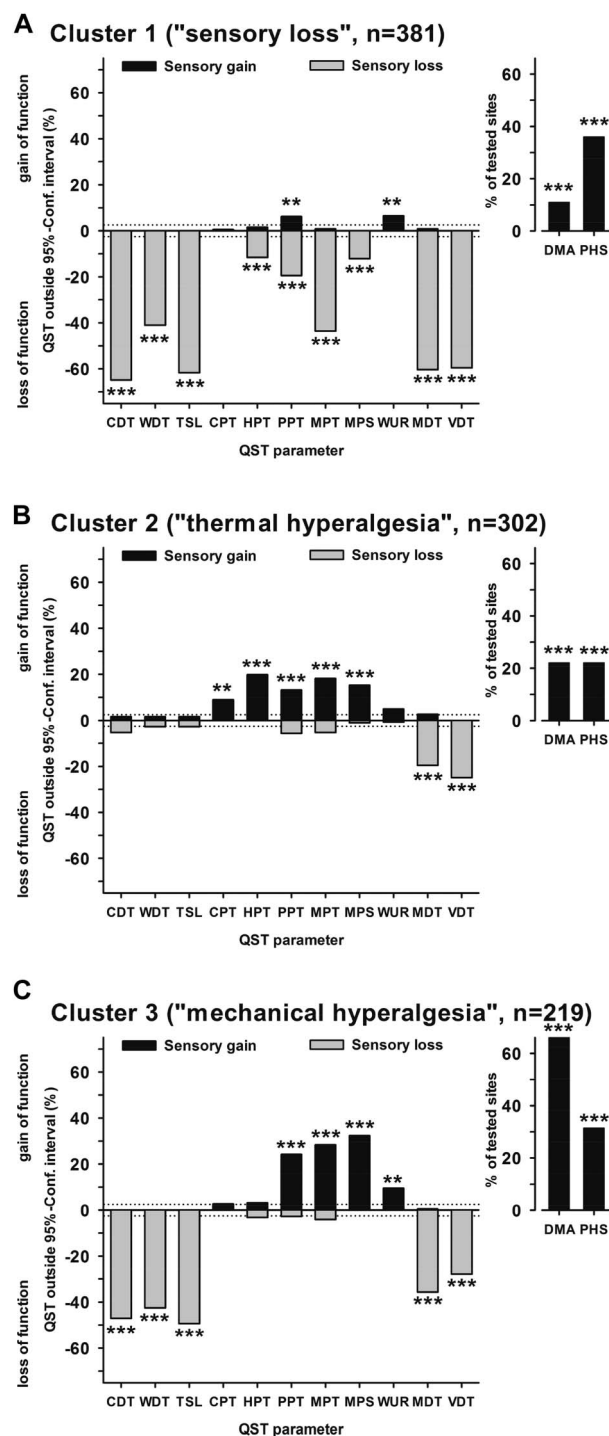 A Cluster 1 ("sensory loss", n=381)
Sensory gain Sensory loss
gain of function
loss of function
QST outside 95%-Conf. interval (%)
60
40
20
0
-20
-40
-60
** **
*** *** *** *** *** *** *** *** ***
CDT WDT TSL CPT HPT PPT MPT MPS WUR MDT VDT
QST parameter
% of tested sites
60
40
20
0
*** ***
DMA PHS
B Cluster 2 ("thermal hyperalgesia", n=302)
Sensory gain Sensory loss
gain of function
loss of function
QST outside 95%-Conf. interval (%)
60
40
20
0
-20
-40
-60
** *** *** *** ***
*** ***
CDT WDT TSL CPT HPT PPT MPT MPS WUR MDT VDT
QST parameter
% of tested sites
60
40
20
0
*** ***
DMA PHS
C Cluster 3 ("mechanical hyperalgesia", n=219)
Sensory gain Sensory loss
gain of function
loss of function
QST outside 95%-Conf. interval (%)
60
40
20
0
-20
-40
-60
*** *** *** **
*** *** *** *** ***
CDT WDT TSL CPT HPT PPT MPT MPS WUR MDT VDT
QST parameter
% of tested sites
60
40
20
0
*** ***
DMA PHS